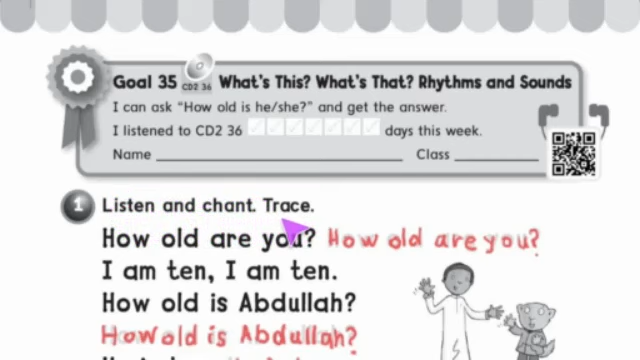 Goal 35 CD2 36 What's This? What's That? Rhythms and Sounds
I can ask "How old is he/she?" and get the answer.
I listened to CD2 36 days this week.
Name Class
1 Listen and chant. Trace.
How old are you? How old are you?
I am ten, I am ten.
How old is Abdullah?
How old is Abdullah?